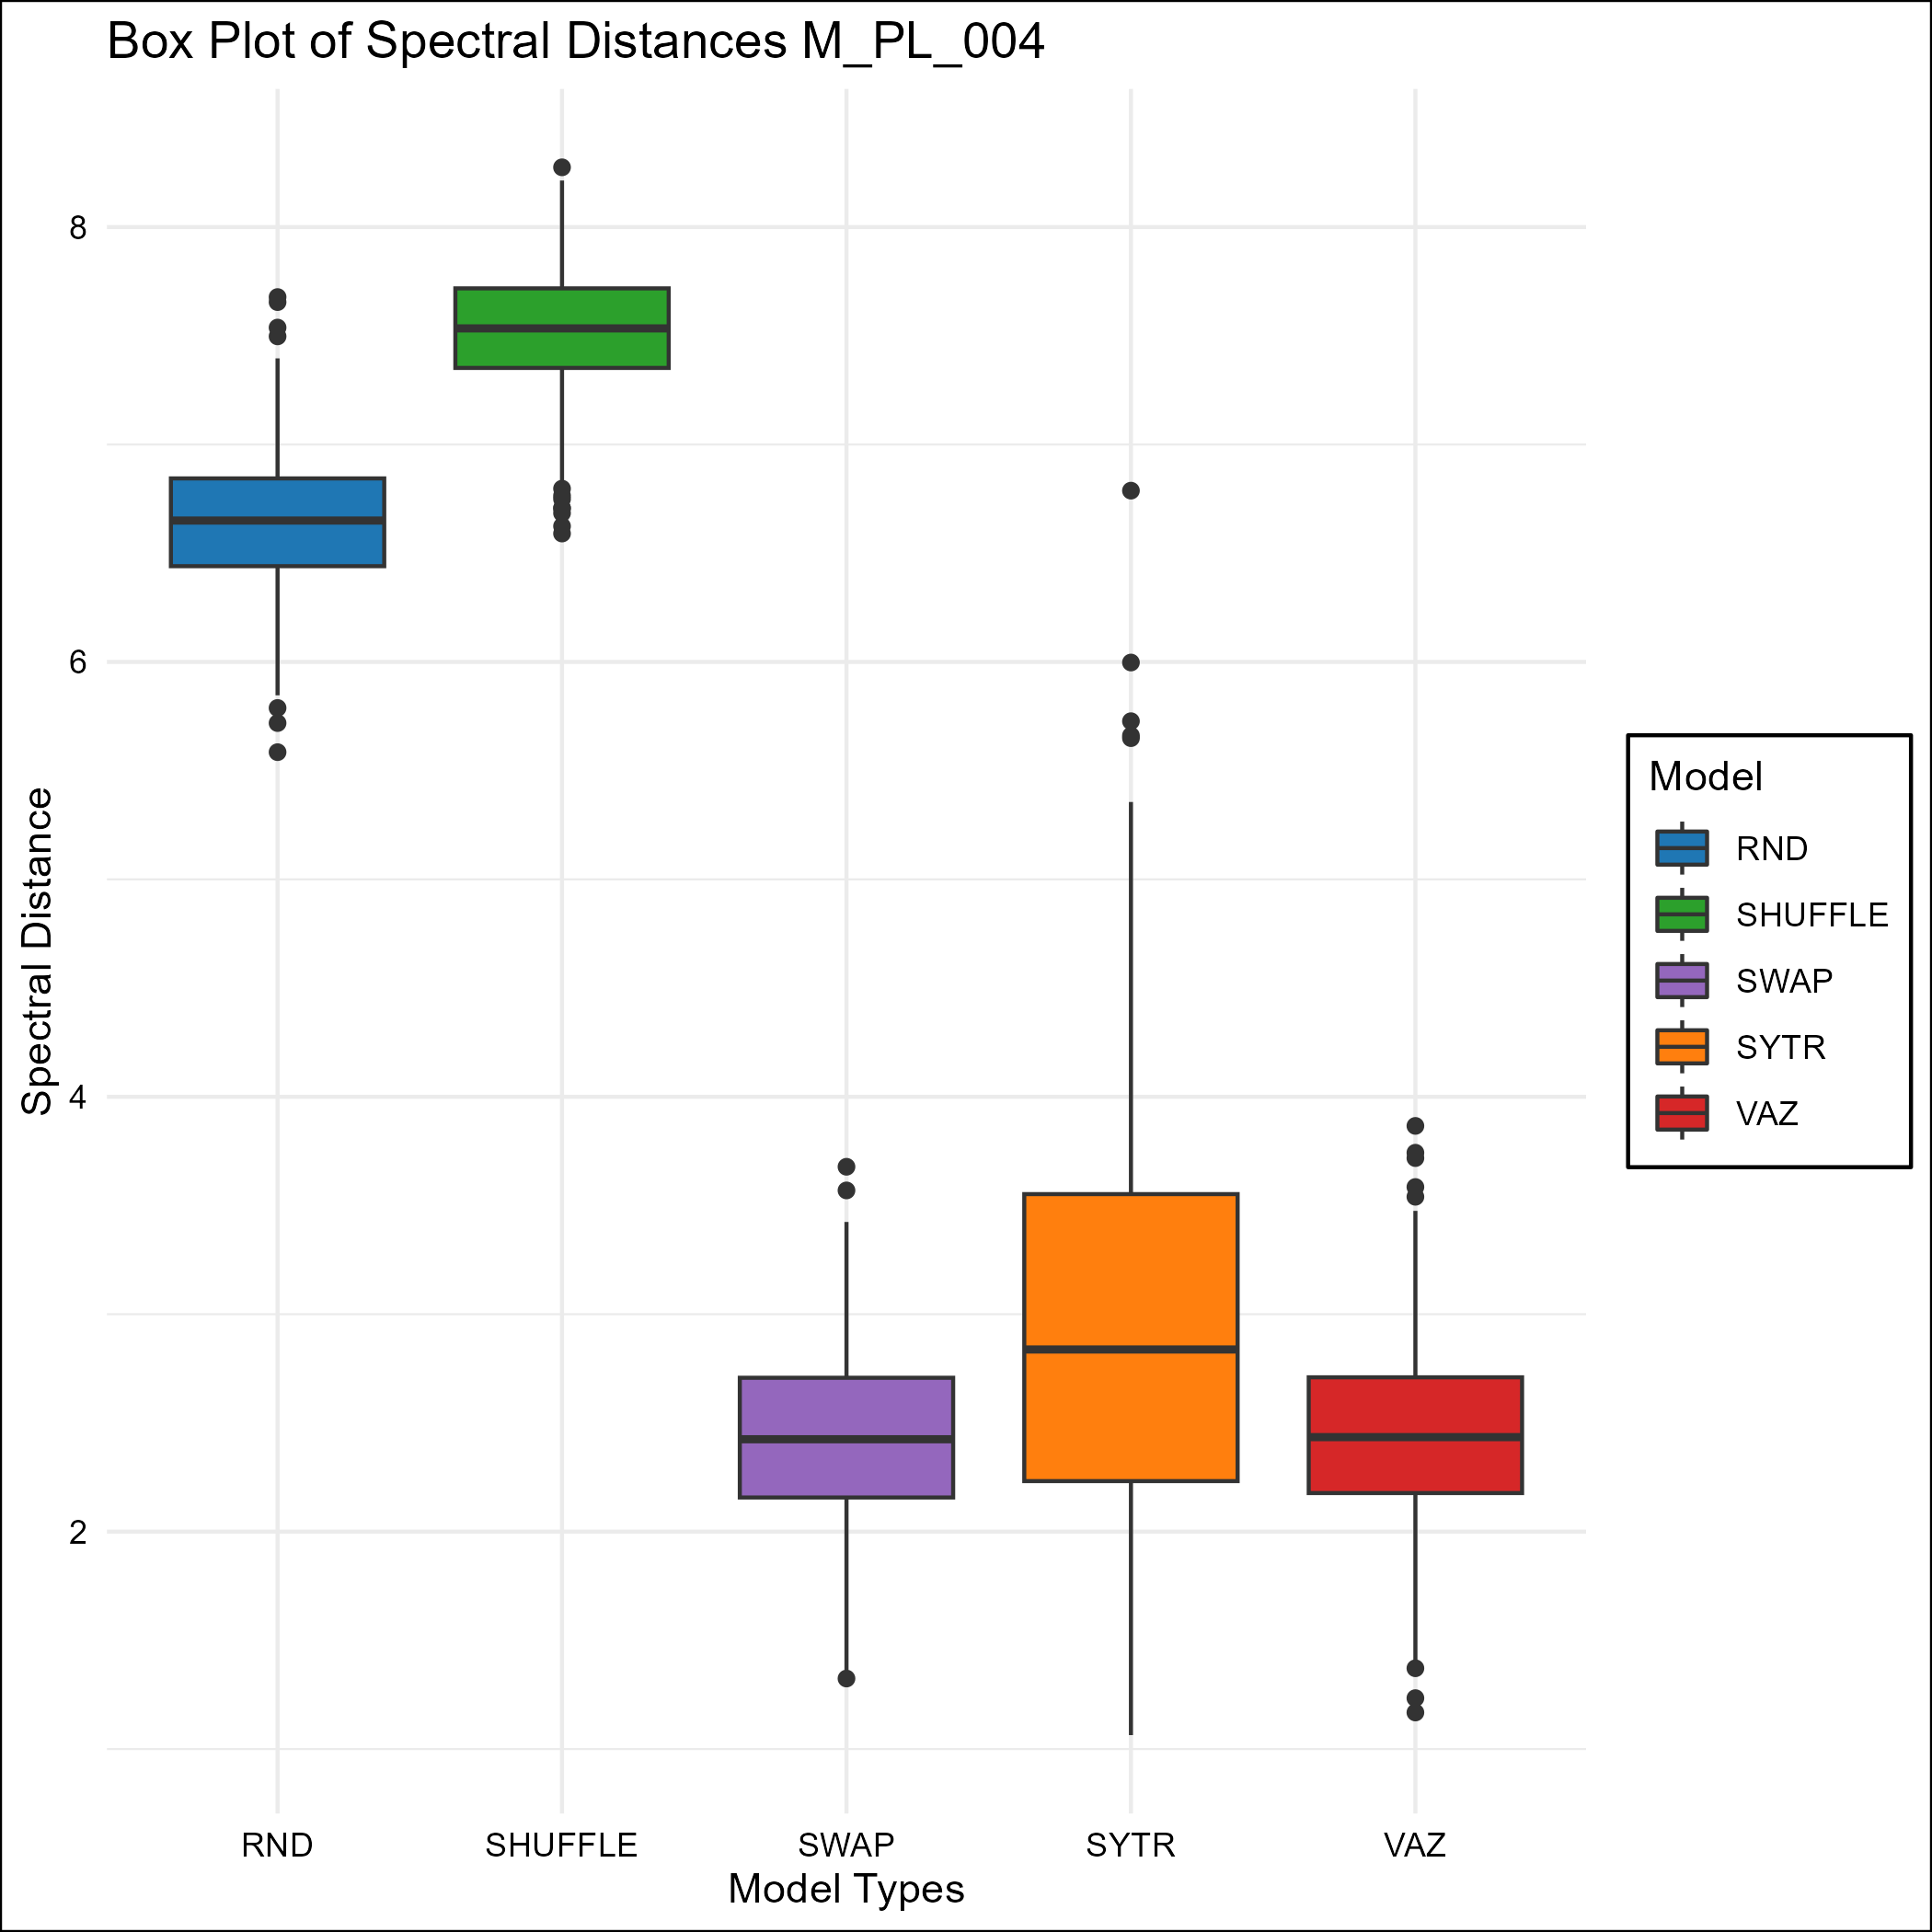 Box Plot of Spectral Distances M_PL_004
8
6
4
2
Spectral Distance
RND SHUFFLE SWAP SYTR VAZ
Model Types
Model
RND
SHUFFLE
SWAP
SYTR
VAZ